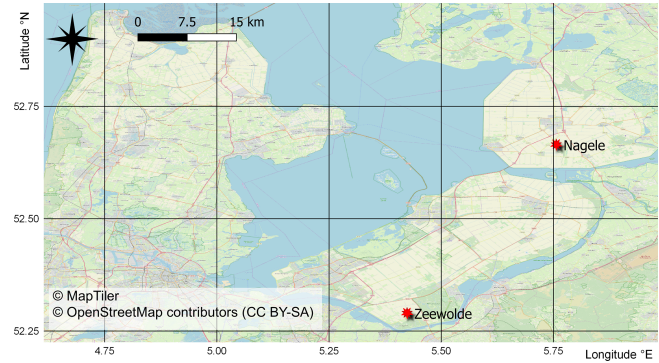 0 7.5 15 km
Latitude °N
52.75
Nagele
52.50
© MapTiler
© OpenStreetMap contributors (CC BY-SA)
Zeewolde
52.25
4.75 5.00 5.25 5.50 5.75
Longitude °E